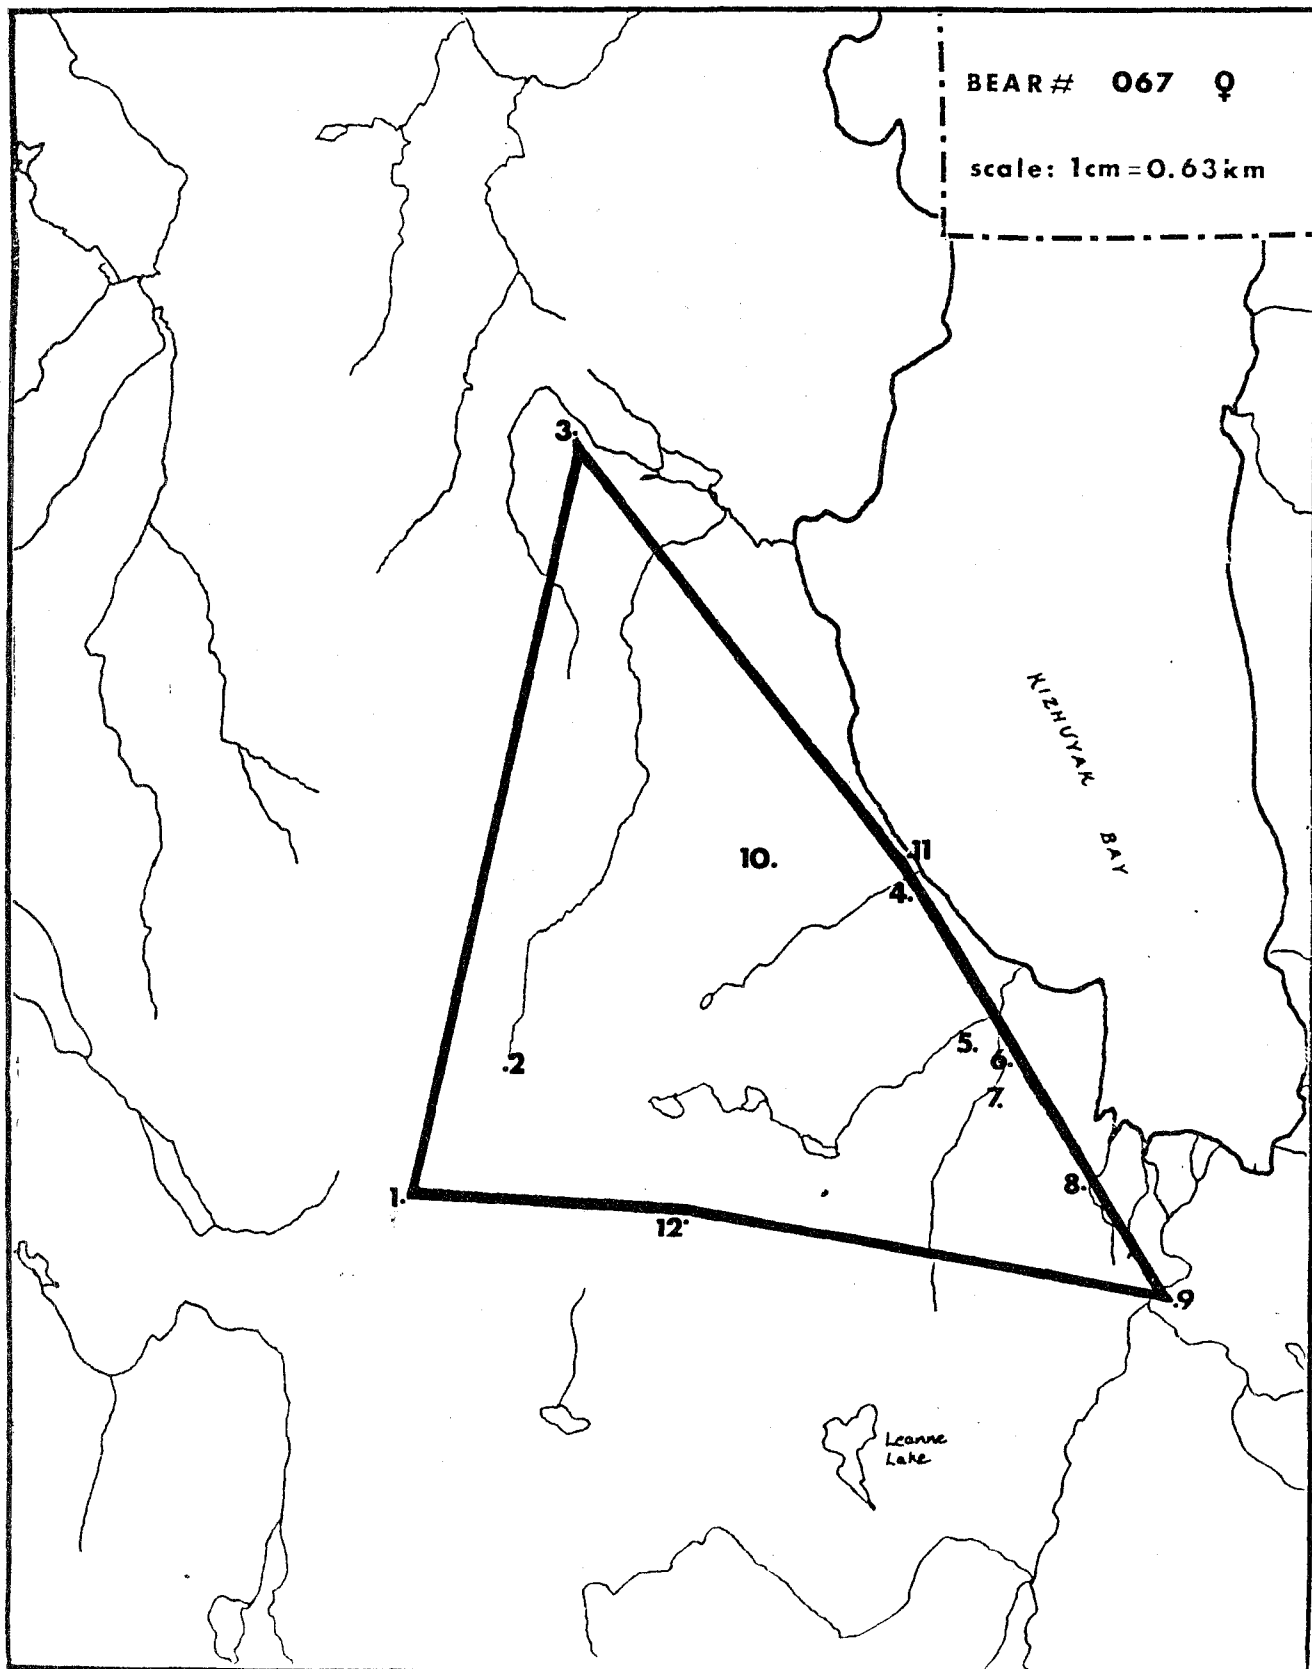 BEAR# 067 ♀
scale: 1cm = 0.63km
3.
KIZHUYAK
BAY
10.
.11
4.
5.
6.
.2
7.
8.
1.
12.
.9
Leanne
Lake